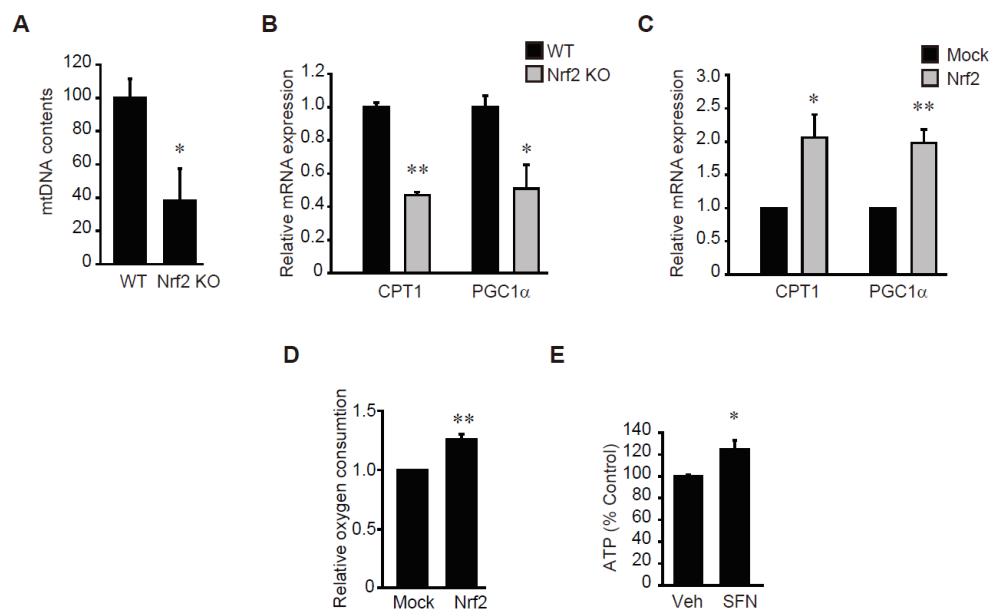 A
mtDNA contents
120
100
80
60
40
20
0
*
WT Nrf2 KO
B
WT
Nrf2 KO
Relative mRNA expression
1.2
1.0
0.8
0.6
0.4
0.2
0
** *
CPT1 PGC1α
C
Mock
Nrf2
Relative mRNA expression
3.0
2.5
2.0
1.5
1.0
0.5
0
* **
CPT1 PGC1α
D
Relative oxygen consumtion
1.5
1.0
0.5
0
**
Mock Nrf2
E
ATP (% Control)
140
120
100
80
60
40
20
0
*
Veh SFN